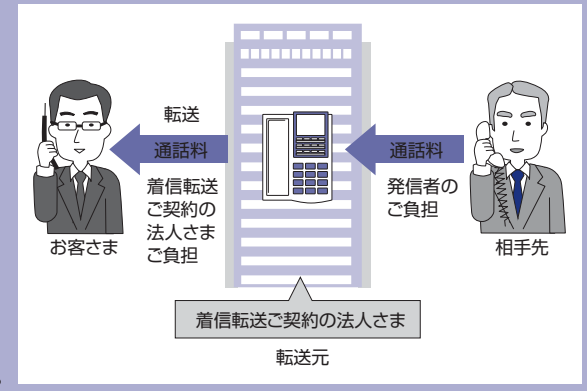 転送
通話料
着信転送
ご契約の
法人さま
ご負担
お客さま
通話料
発信者の
ご負担
相手先
着信転送ご契約の法人さま
転送元